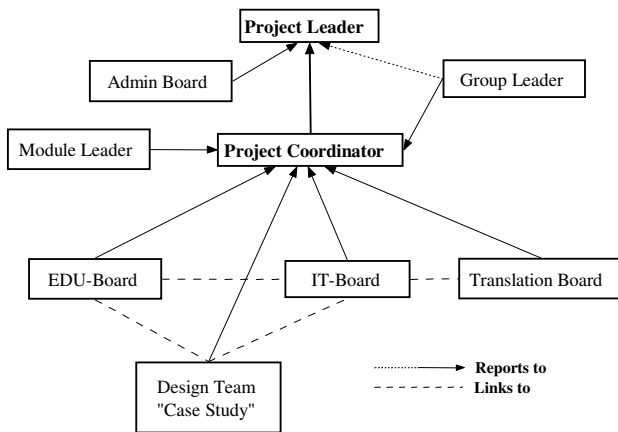 Project Leader
Admin Board
Group Leader
Module Leader
Project Coordinator
EDU-Board
IT-Board
Translation Board
Design Team
"Case Study"
Reports to
Links to